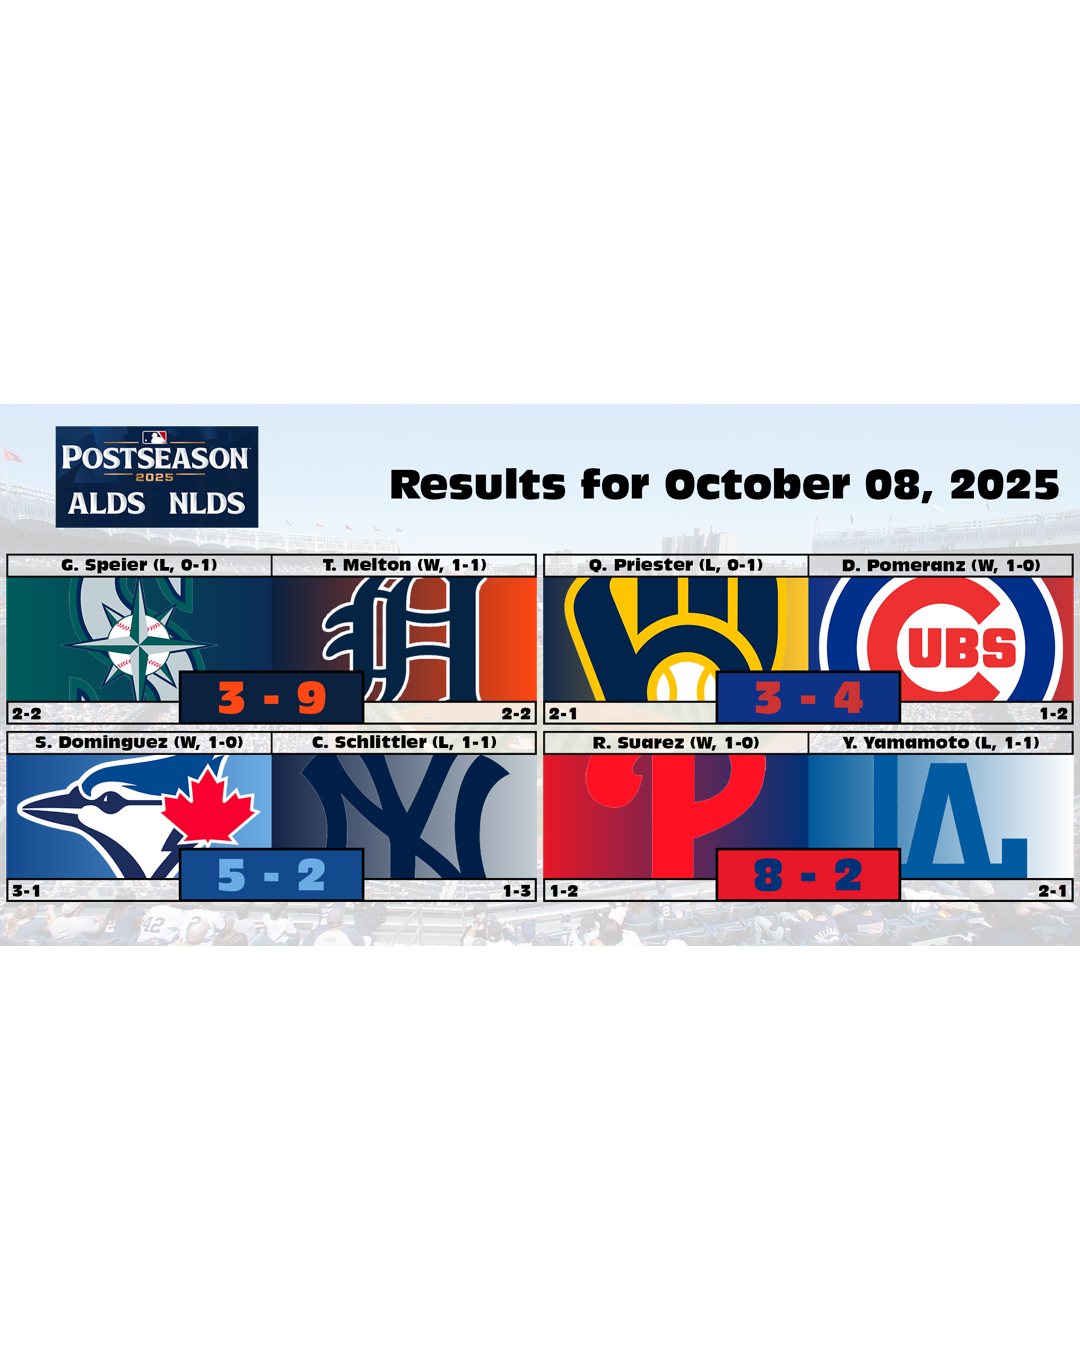 POSTSEASON
2025
ALDS NLDS
Results for October 08, 2025
G. Speier (L, 0-1)
T. Melton (W, 1-1)
3 - 9
2-2
2-2
Q. Priester (L, 0-1)
D. Pomeranz (W, 1-0)
UBS
3 - 4
2-1
1-2
S. Dominguez (W, 1-0)
C. Schlittler (L, 1-1)
NY
5 - 2
3-1
1-3
R. Suarez (W, 1-0)
Y. Yamamoto (L, 1-1)
P
LA
8 - 2
1-2
2-1
42